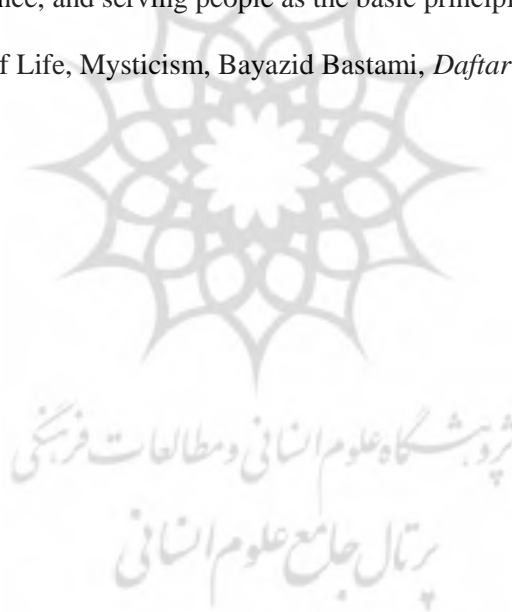 nce, and serving people as the basic principl
f Life, Mysticism, Bayazid Bastami, Daftar
پژوهشگاه علوم انسانی و مطالعات فرهنگی
پرتال جامع علوم انسانی